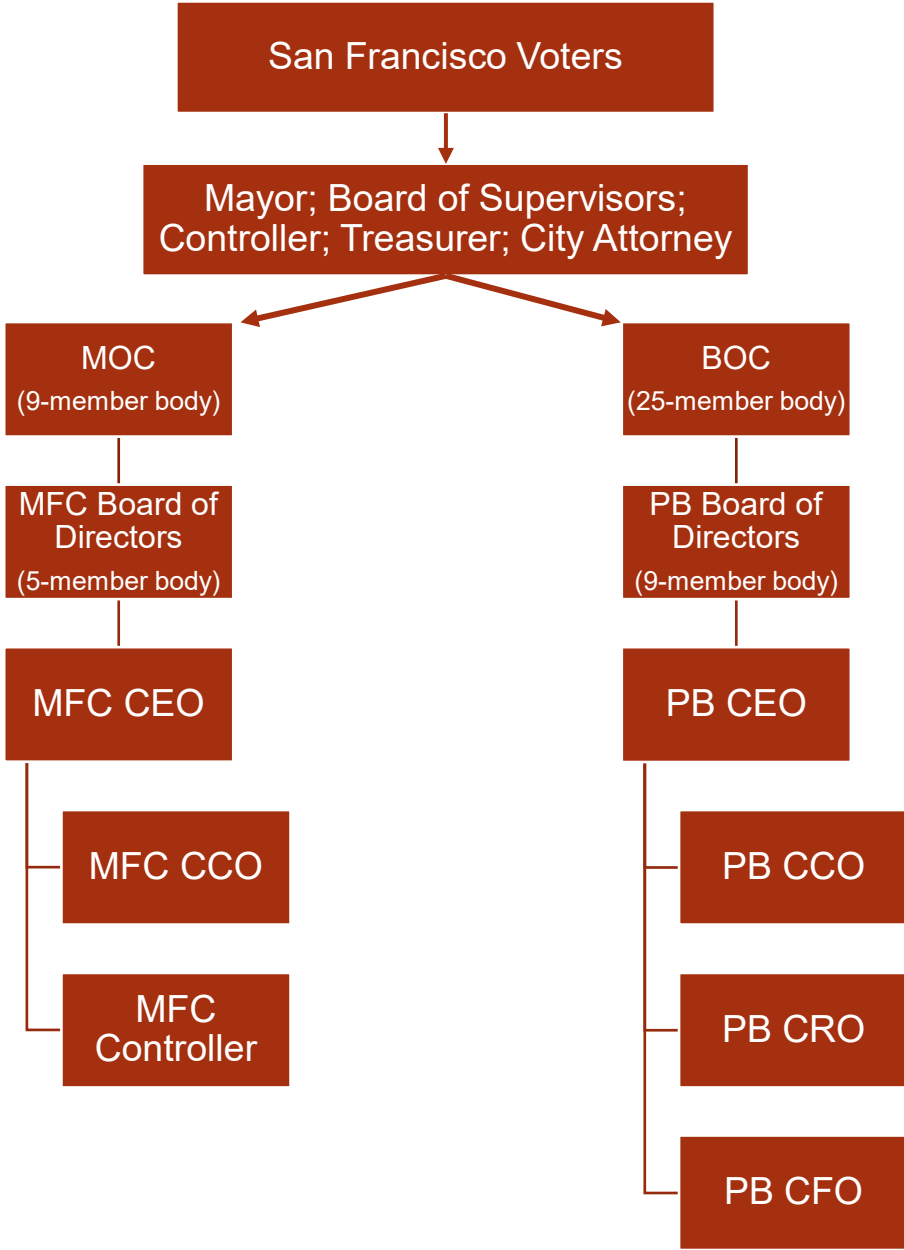 San Francisco Voters
Mayor; Board of Supervisors;
Controller; Treasurer; City Attorney
MOC
(9-member body)
BOC
(25-member body)
MFC Board of
Directors
(5-member body)
PB Board of
Directors
(9-member body)
MFC CEO
PB CEO
MFC CCO
PB CCO
MFC
Controller
PB CRO
PB CFO